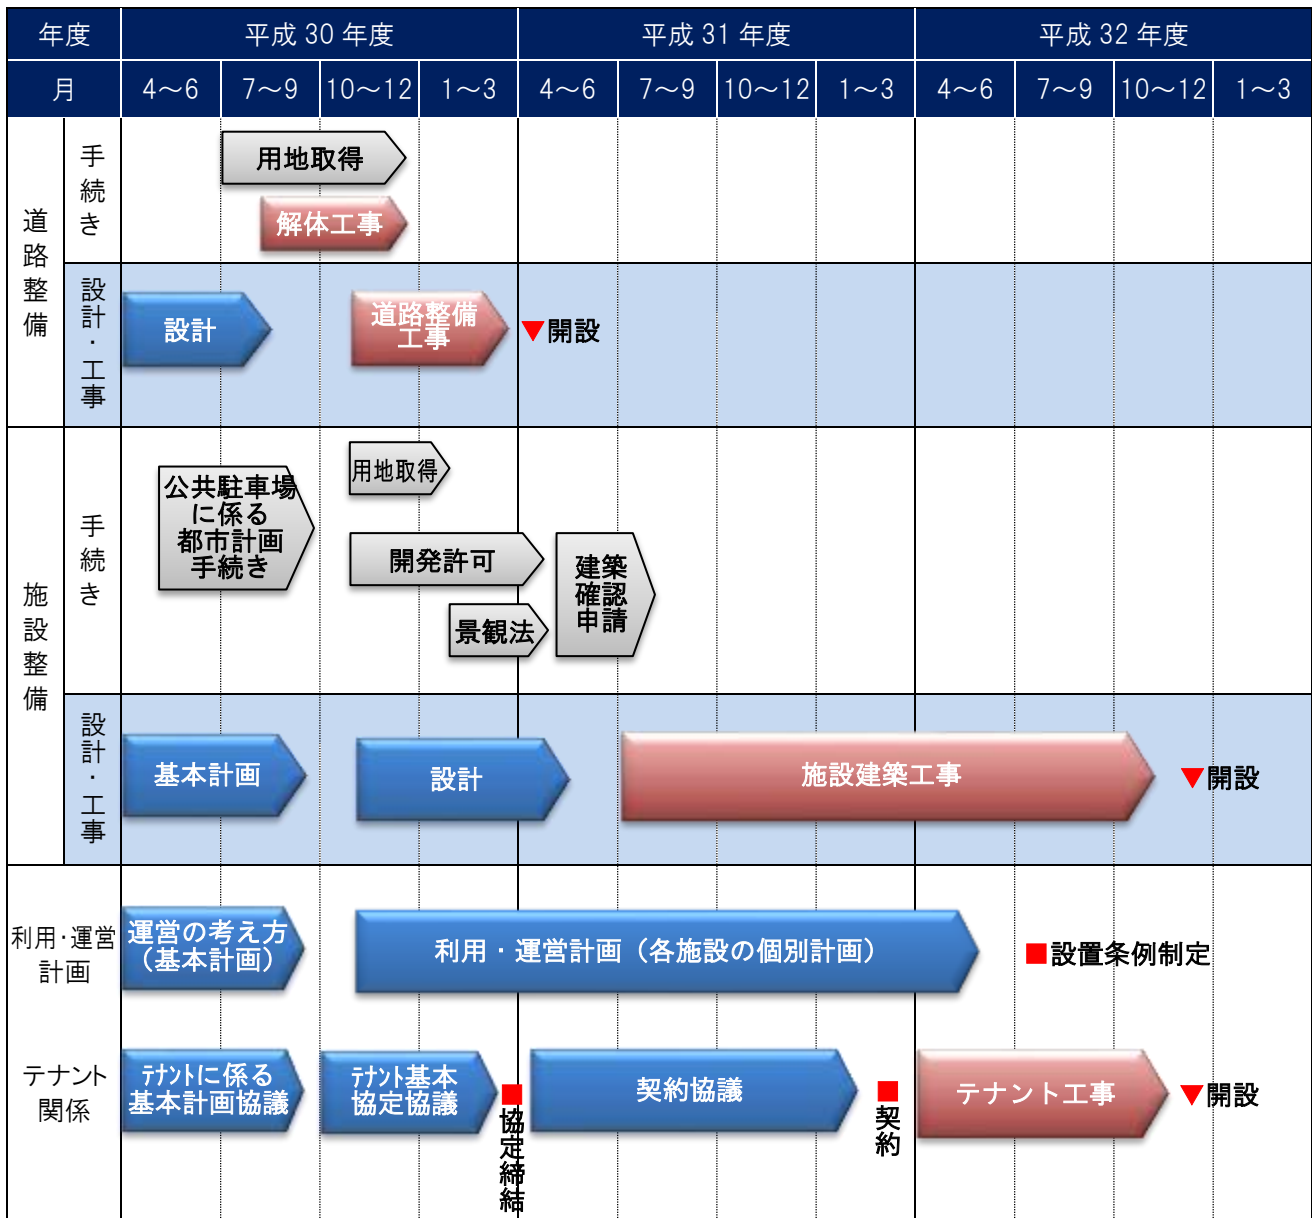 年度 平成 30 年度 平成 31 年度 平成 32 年度
月 4～6 7～9 10～12 1～3 4～6 7～9 10～12 1～3 4～6 7～9 10～12 1～3
道路整備
手続き
用地取得
解体工事
設計・工事
設計
道路整備
工事
▼開設
施設整備
手続き
公共駐車場
に係る
都市計画
手続き
用地取得
開発許可
景観法
建築
確認
申請
設計・工事
基本計画
設計
施設建築工事
▼開設
利用・運営
計画
運営の考え方
（基本計画）
利用・運営計画（各施設の個別計画）
■設置条例制定
テナント
関係
ﾃﾅﾝﾄに係る
基本計画協議
ﾃﾅﾝﾄ基本
協定協議
■協定締結
契約協議
■契約
テナント工事
▼開設